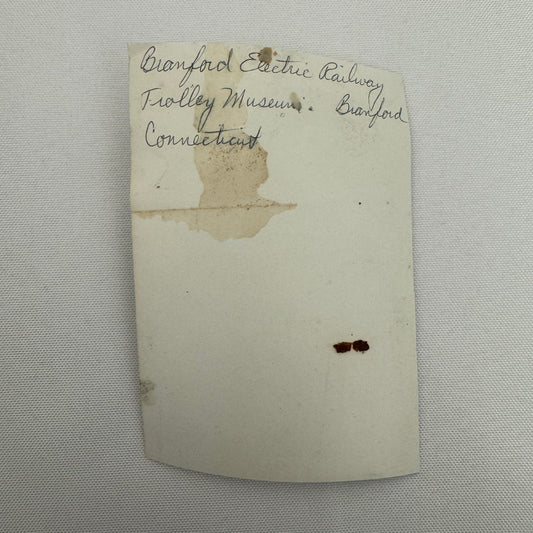 Branford Electric Railway
Trolley Museum. Branford
Connecticut